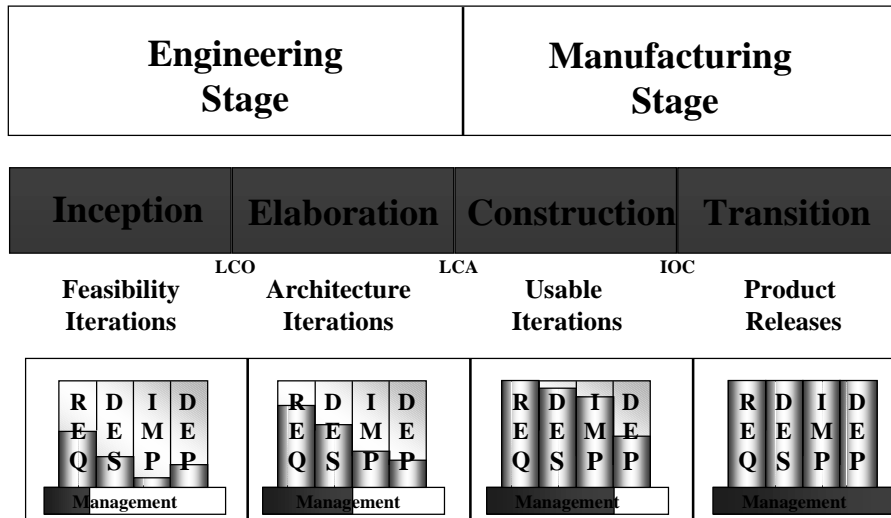 Engineering
Stage
Manufacturing
Stage
Inception
Elaboration
Construction
Transition
LCO
LCA
IOC
Feasibility
Iterations
Architecture
Iterations
Usable
Iterations
Product
Releases
R D I D
E E M E
Q S P P
Management
R D I D
E E M E
Q S P P
Management
R D I D
E E M E
Q S P P
Management
R D I D
E E M E
Q S P P
Management